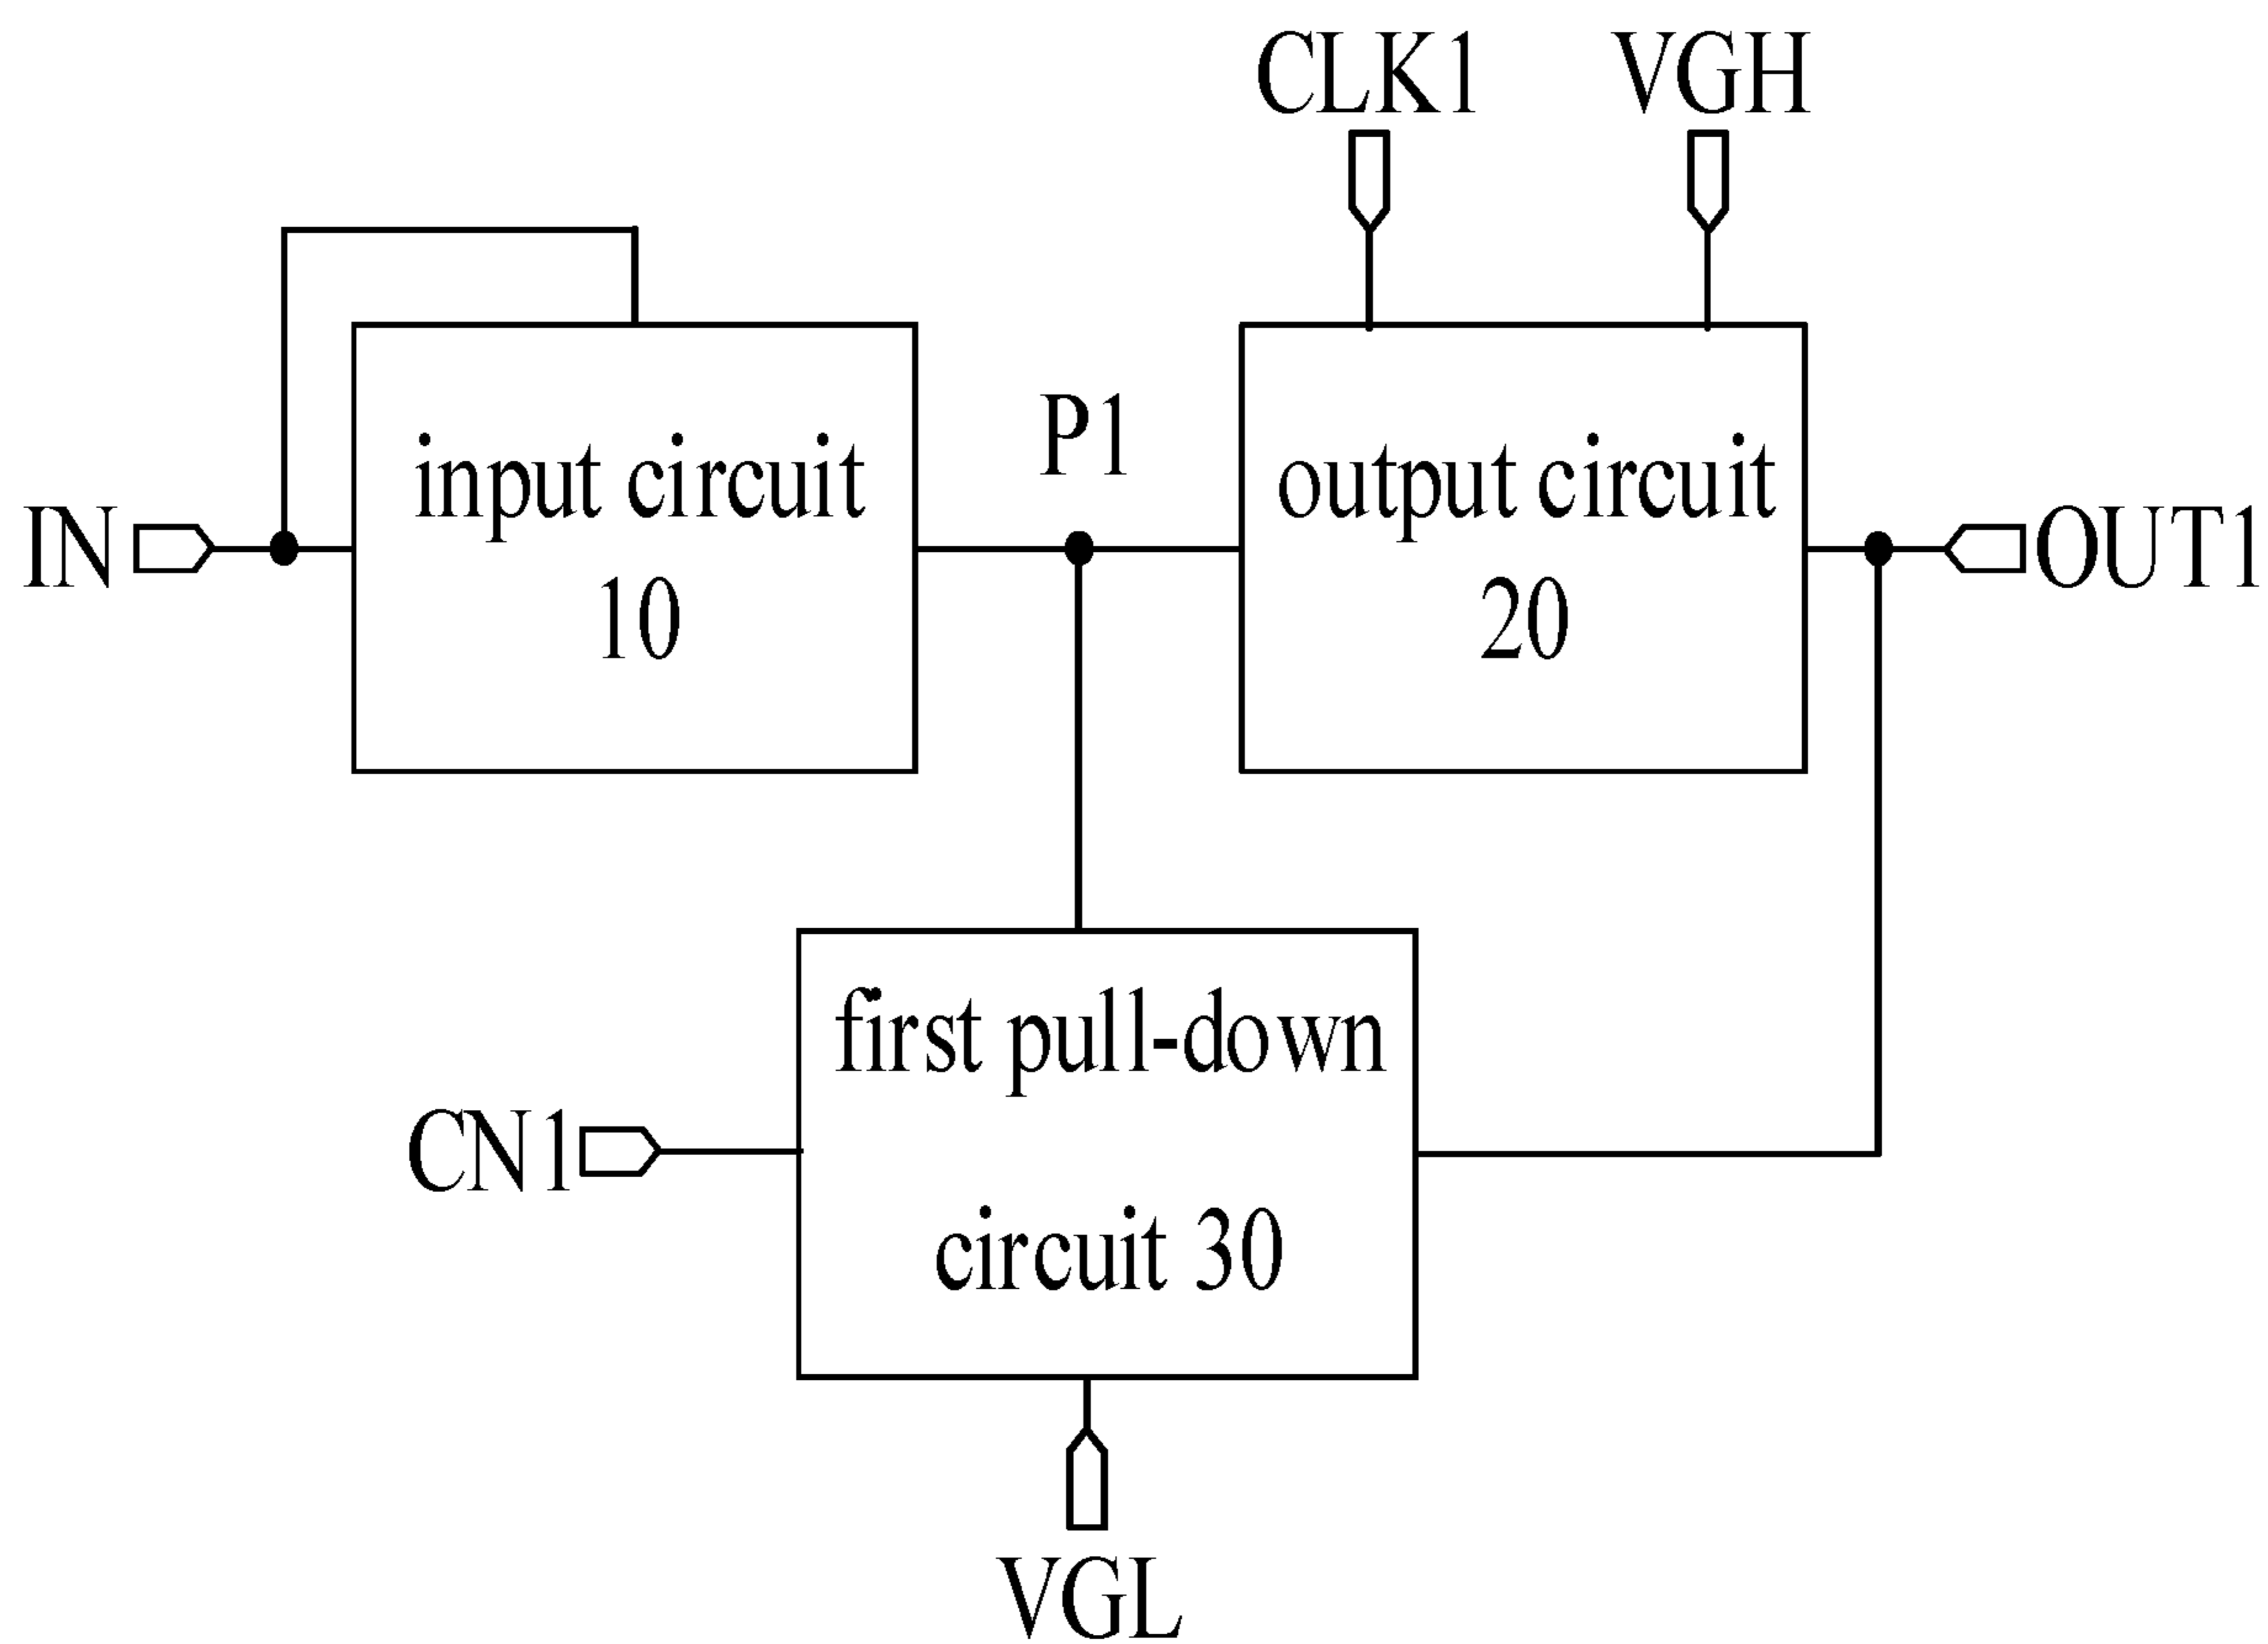 CLK1 VGH
P1
input circuit
10
output circuit
20
IN
OUT1
first pull-down
circuit 30
CN1
VGL